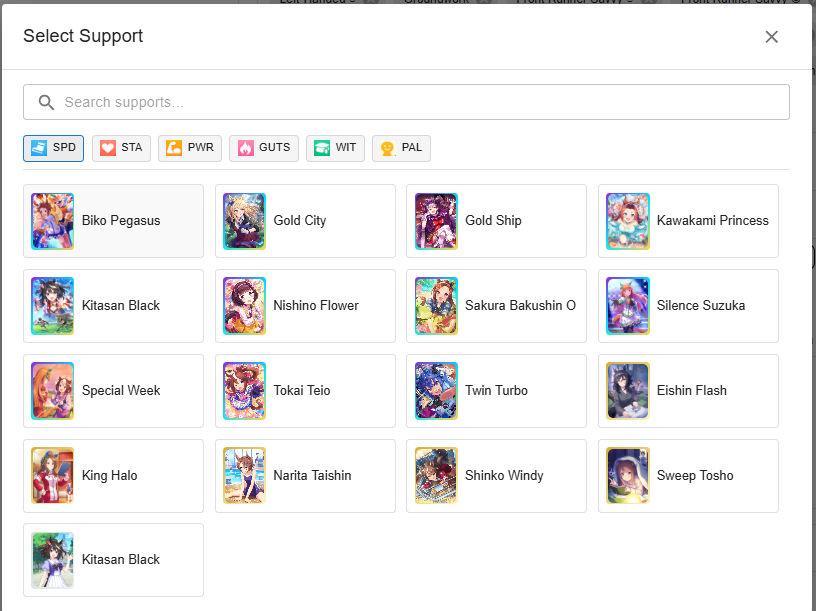 Select Support
Search supports...
SPD STA PWR GUTS WIT PAL
Biko Pegasus Gold City Gold Ship Kawakami Princess
Kitasan Black Nishino Flower Sakura Bakushin O Silence Suzuka
Special Week Tokai Teio Twin Turbo Eishin Flash
King Halo Narita Taishin Shinko Windy Sweep Tosho
Kitasan Black